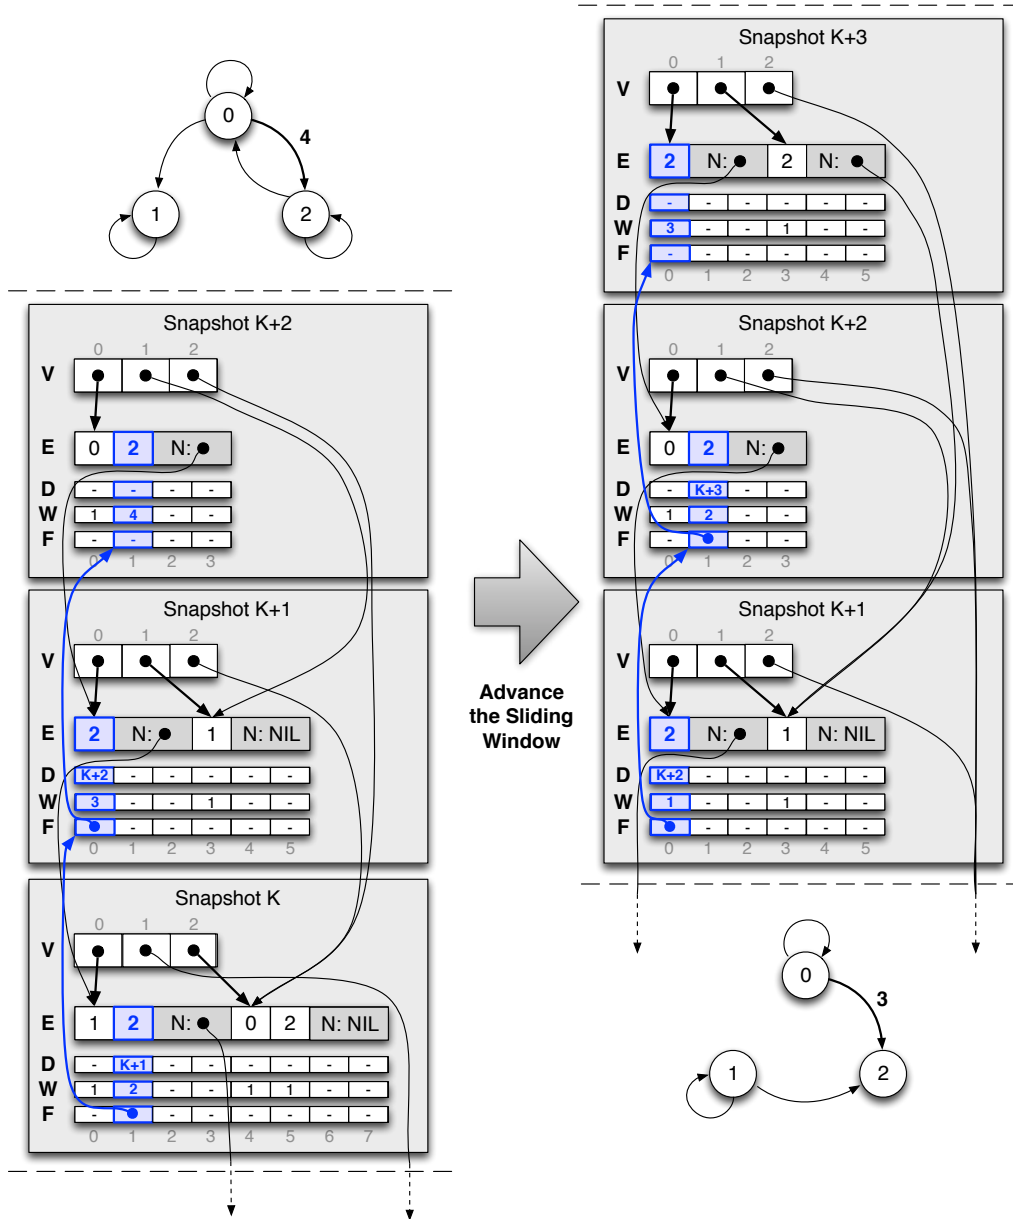 0
4
1 2
Snapshot K+2
0 1 2
V
E 0 2 N:
D - - - -
W 1 4 - -
F - - - -
0 1 2 3
Snapshot K+1
0 1 2
V
E 2 N: 1 N: NIL
D K+2 - - - - -
W 3 - - 1 - -
F - - - - -
0 1 2 3 4 5
Snapshot K
0 1 2
V
E 1 2 N: 0 2 N: NIL
D - K+1 - - - - - -
W 1 2 - - 1 1 - -
F - - - - - - -
0 1 2 3 4 5 6 7
Advance
the Sliding
Window
Snapshot K+3
0 1 2
V
E 2 N: 2 N:
D - - - - - -
W 3 - - 1 - -
F - - - - - -
0 1 2 3 4 5
Snapshot K+2
0 1 2
V
E 0 2 N:
D - K+3 - -
W 1 2 - -
F - - -
0 1 2 3
Snapshot K+1
0 1 2
V
E 2 N: 1 N: NIL
D K+2 - - - - -
W 1 - - 1 - -
F - - - - -
0 1 2 3 4 5
0
3
1 2